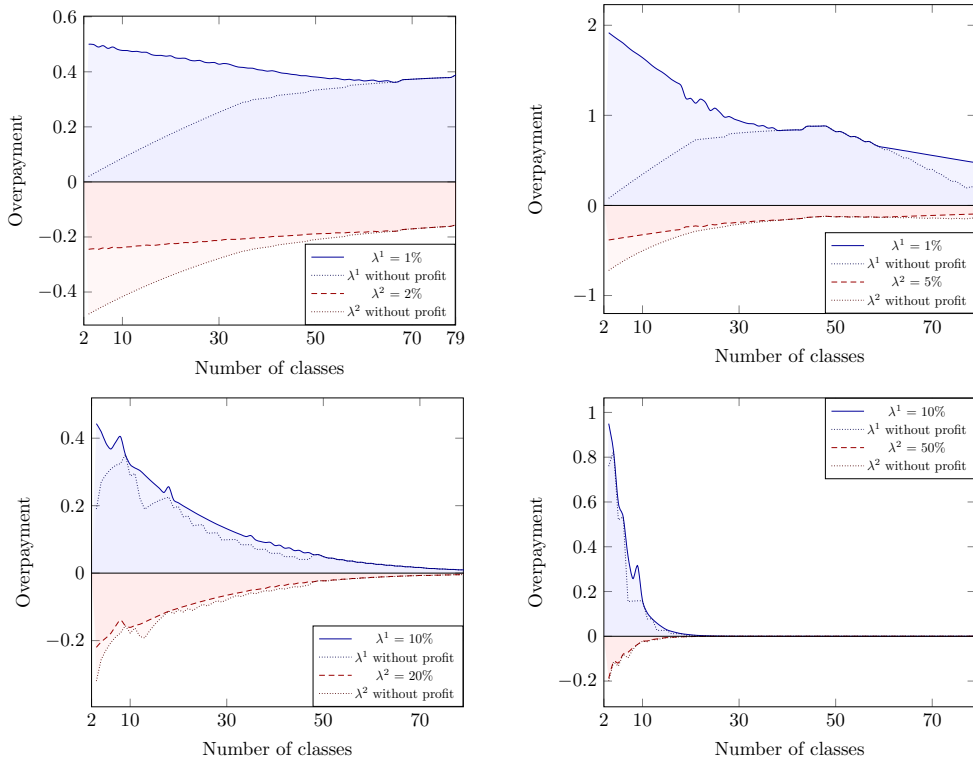 0.6
0.4
0.2
0
−0.2
−0.4
2
10
30
50
70
79
Number of classes
Overpayment
λ¹ = 1%
λ¹ without profit
λ² = 2%
λ² without profit
2
1
0
−1
2
10
30
50
70
Number of classes
Overpayment
λ¹ = 1%
λ¹ without profit
λ² = 5%
λ² without profit
0.4
0.2
0
−0.2
2
10
30
50
70
Number of classes
Overpayment
λ¹ = 10%
λ¹ without profit
λ² = 20%
λ² without profit
1
0.8
0.6
0.4
0.2
0
−0.2
2
10
30
50
70
Number of classes
Overpayment
λ¹ = 10%
λ¹ without profit
λ² = 50%
λ² without profit